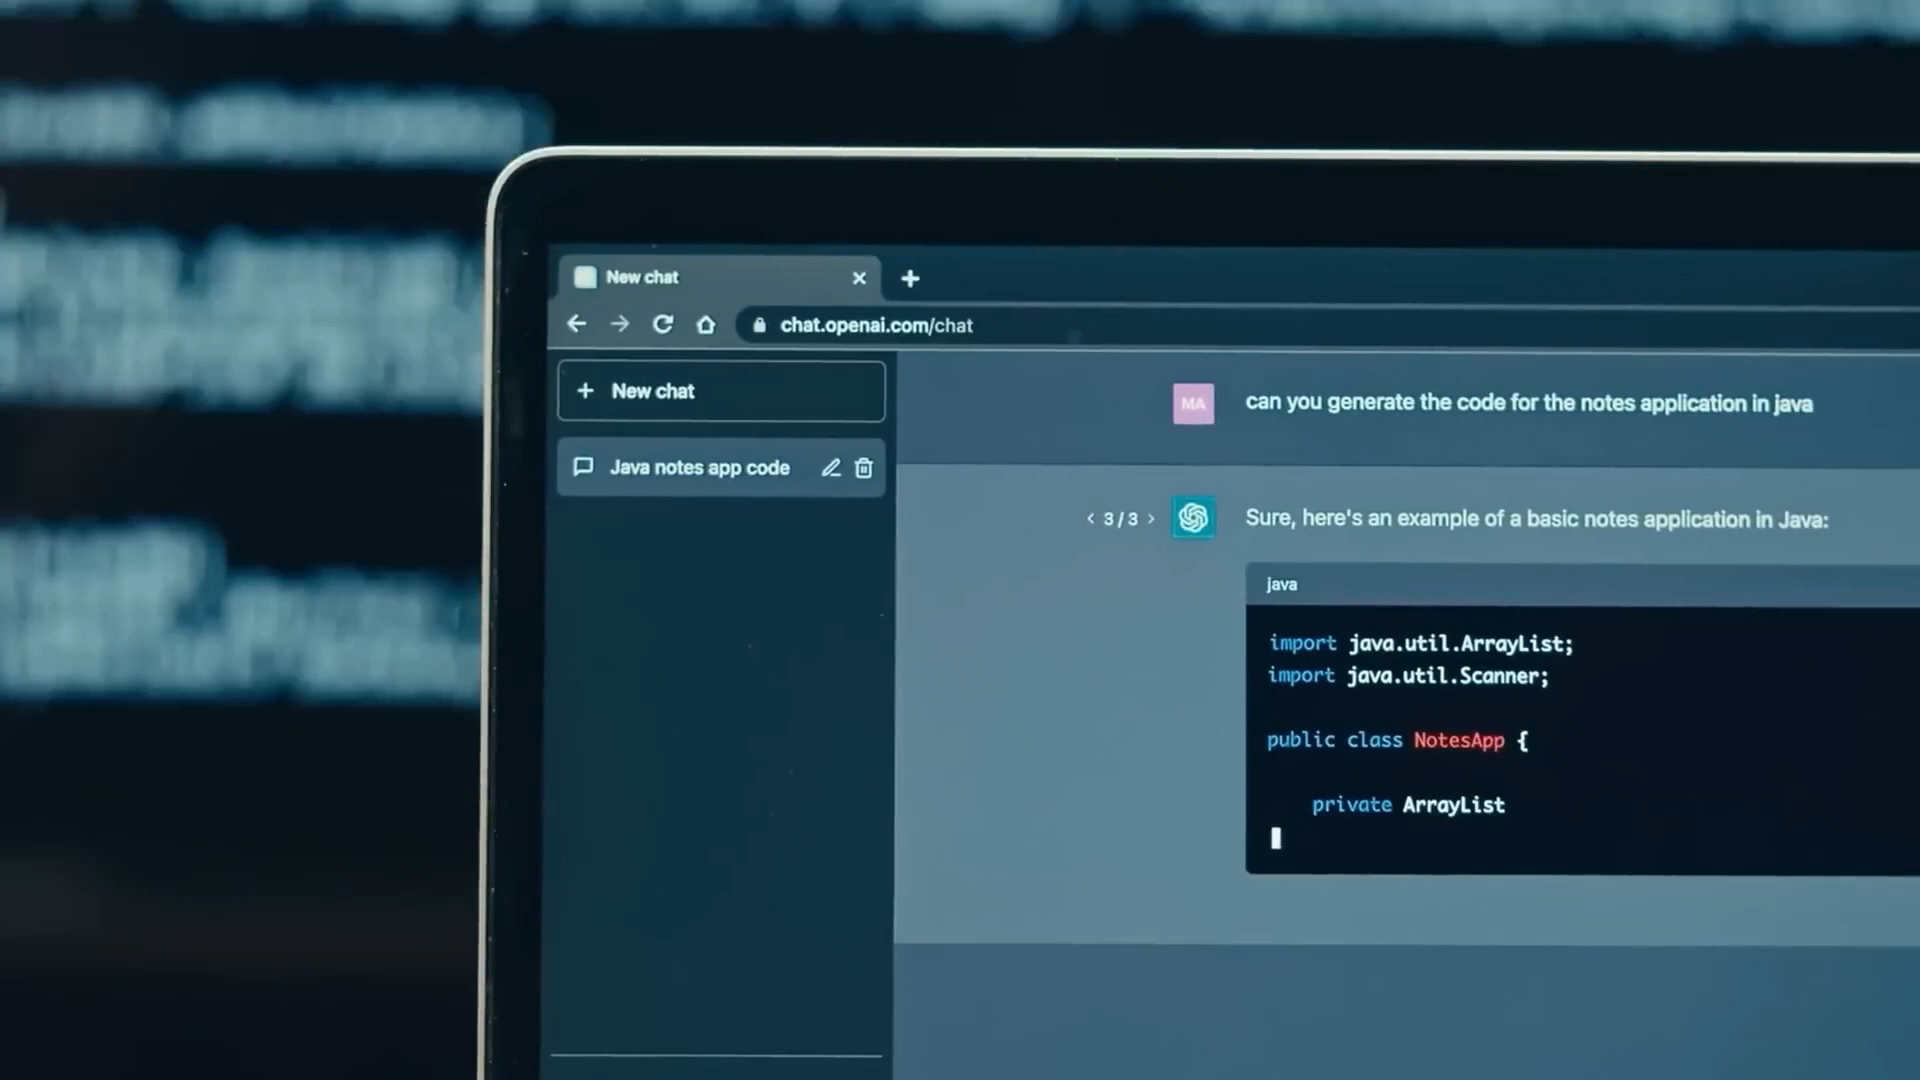 New chat
chat.openai.com/chat
New chat
Java notes app code
MA
can you generate the code for the notes application in java
3/3
Sure, here's an example of a basic notes application in Java:
java
import java.util.ArrayList;
import java.util.Scanner;
public class NotesApp {
private ArrayList